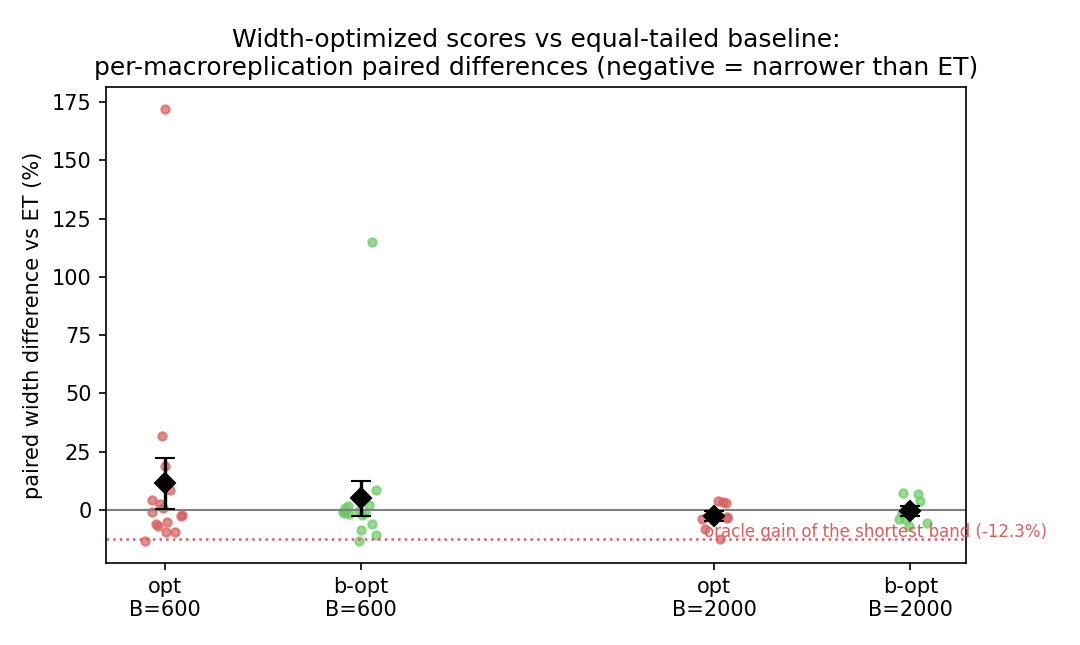 Width-optimized scores vs equal-tailed baseline:
per-macroreplication paired differences (negative = narrower than ET)
paired width difference vs ET (%)
175
150
125
100
75
50
25
0
oracle gain of the shortest band (-12.3%)
opt
B=600
b-opt
B=600
opt
B=2000
b-opt
B=2000